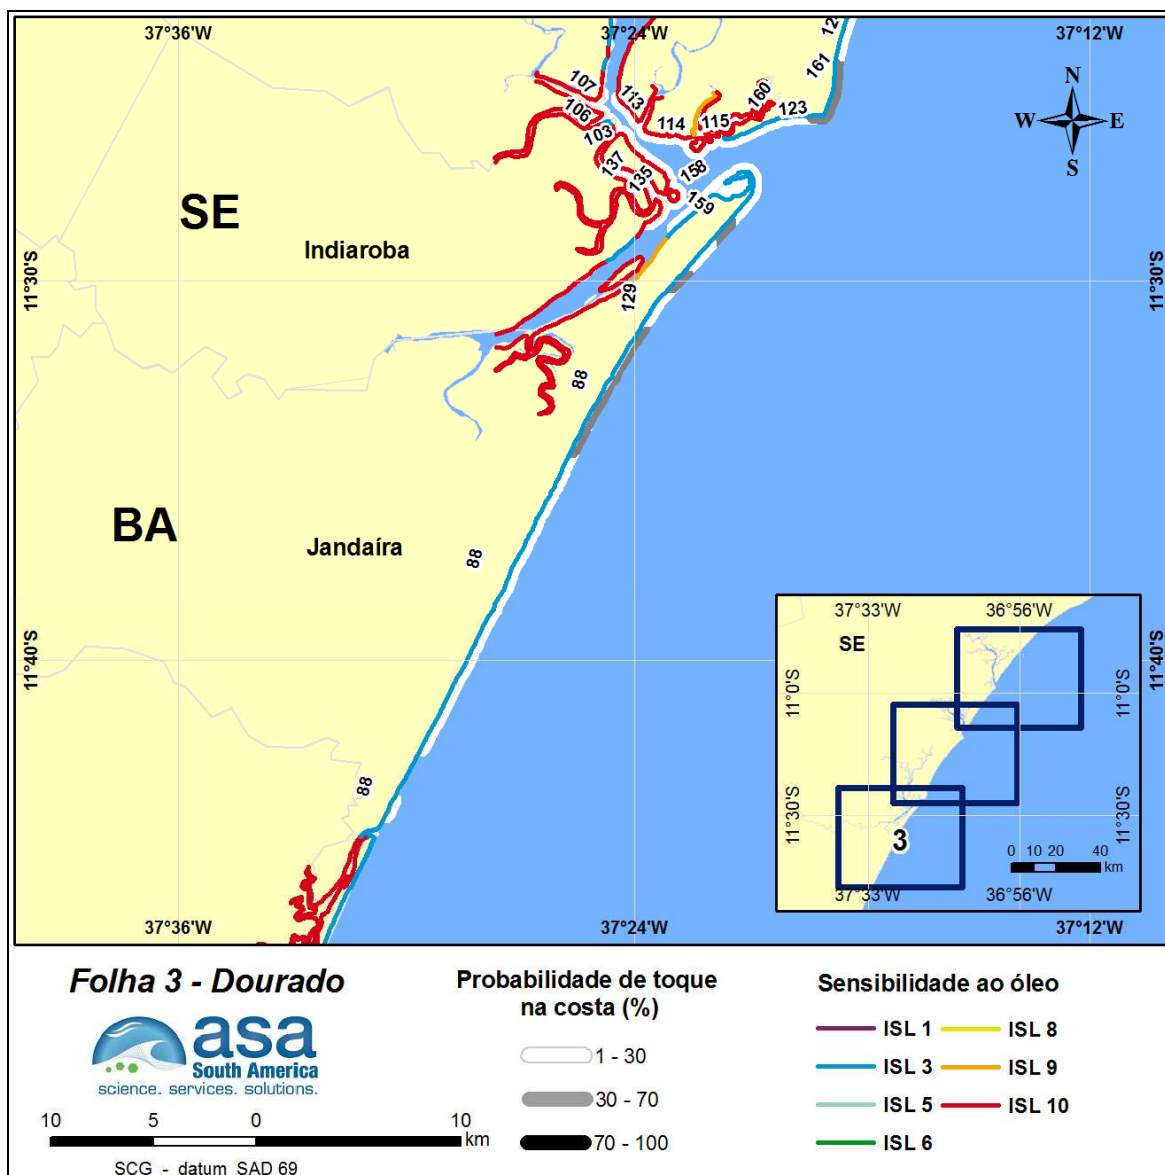 37°36'W
37°24'W
37°12'W
107
113
106
103
114
115
160
123
161
137
135
158
159
N
W
E
S
SE
Indiaroba
11°30'S
11°30'S
129
88
BA
Jandaíra
88
11°40'S
11°40'S
88
37°33'W
36°56'W
SE
11°0'S
11°0'S
11°30'S
11°30'S
3
0 10 20 40
km
37°33'W
36°56'W
37°36'W
37°24'W
37°12'W
Folha 3 - Dourado
asa
South America
science. services. solutions.
10 5 0 10
km
SCG - datum SAD 69
Probabilidade de toque
na costa (%)
1 - 30
30 - 70
70 - 100
Sensibilidade ao óleo
ISL 1
ISL 8
ISL 3
ISL 9
ISL 5
ISL 10
ISL 6